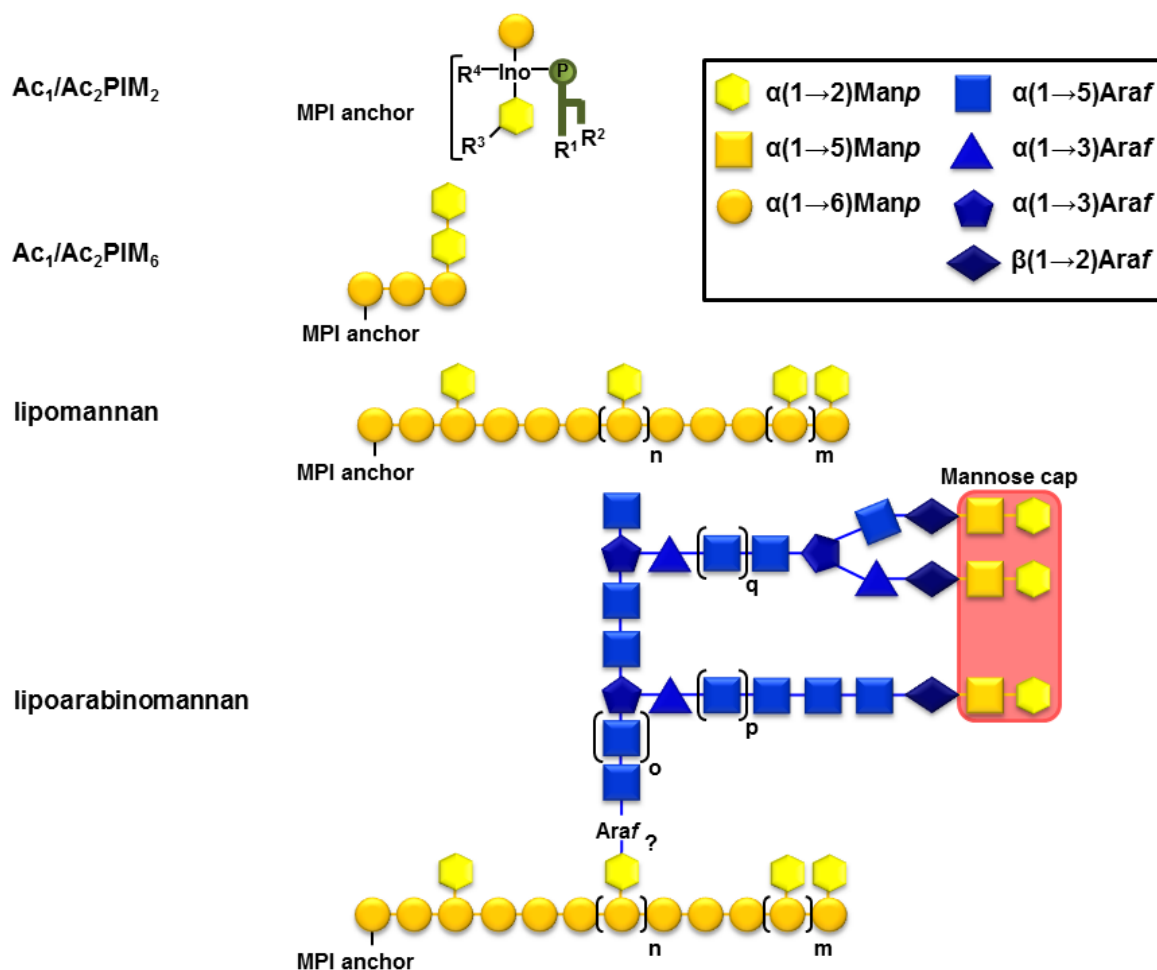 Ac₁/Ac₂PIM₂
MPI anchor
R⁴ Ino P
R³ R¹ R²
α(1→2)Manp α(1→5)Araf
α(1→5)Manp α(1→3)Araf
α(1→6)Manp α(1→3)Araf
β(1→2)Araf
Ac₁/Ac₂PIM₆
MPI anchor
lipomannan
n m
MPI anchor
Mannose cap
q
lipoarabinomannan
p
o
Araf ?
n m
MPI anchor